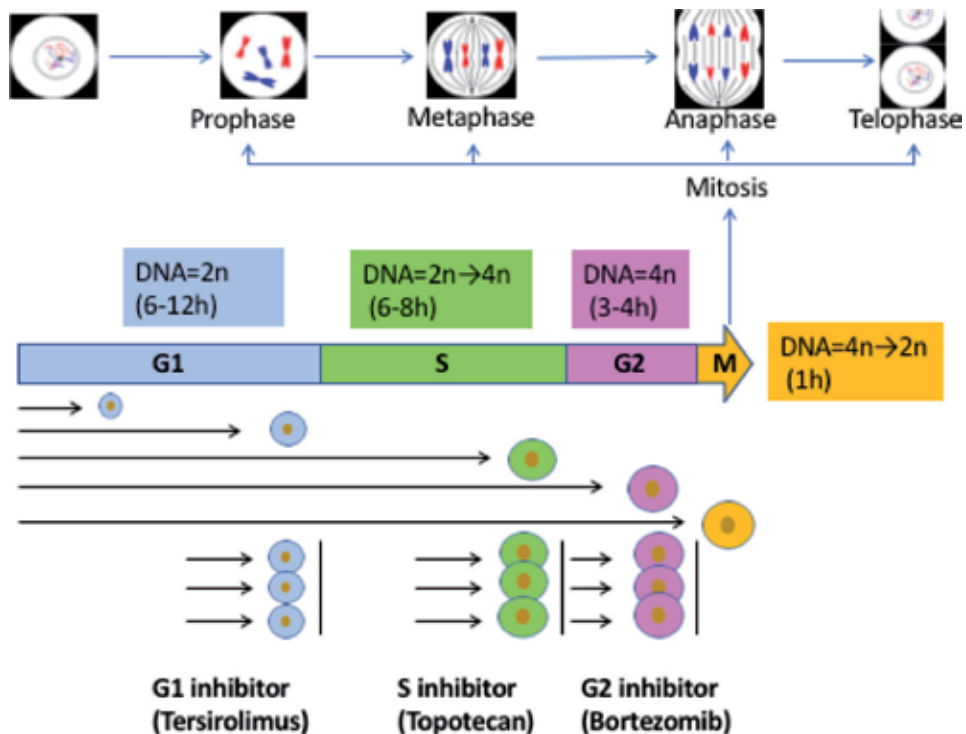 Prophase
Metaphase
Anaphase
Telophase
Mitosis
DNA=2n
(6-12h)
DNA=2n→4n
(6-8h)
DNA=4n
(3-4h)
G1
S
G2
M
DNA=4n→2n
(1h)
G1 inhibitor
(Tersirolimus)
S inhibitor
(Topotecan)
G2 inhibitor
(Bortezomib)